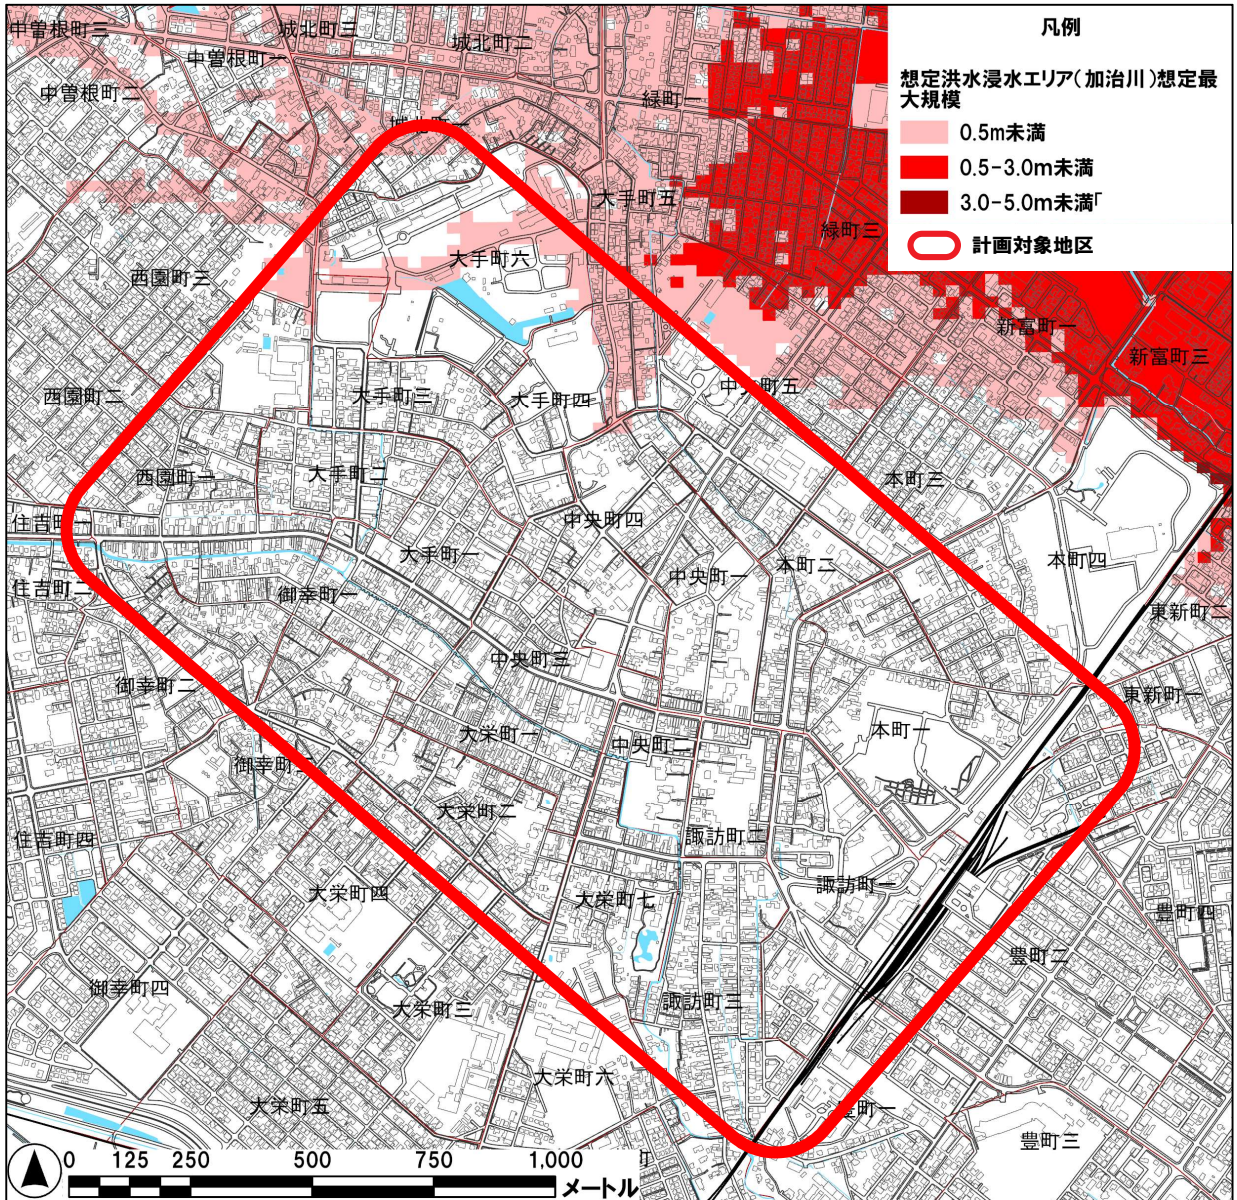 凡例
想定洪水浸水エリア（加治川）想定最
大規模
0.5m未満
0.5-3.0m未満
3.0-5.0m未満「
計画対象地区
中曽根町三
城北町三
城北町二
中曽根町一
中曽根町二
緑町一
城北町一
大手町五
緑町三
大手町六
西園町三
新富町一
新富町三
中央町五
西園町二
大手町三
大手町四
西園町一
大手町二
本町三
住吉町一
中央町四
大手町一
本町二
本町四
中央町一
住吉町二
御幸町一
東新町二
中央町三
御幸町二
東新町一
大栄町一
中央町二
本町一
大栄町二
住吉町四
諏訪町二
大栄町四
大栄町七
諏訪町一
豊町四
豊町二
御幸町四
大栄町三
諏訪町三
大栄町六
大栄町五
豊町一
豊町三
0 125 250 500 750 1,000
メートル